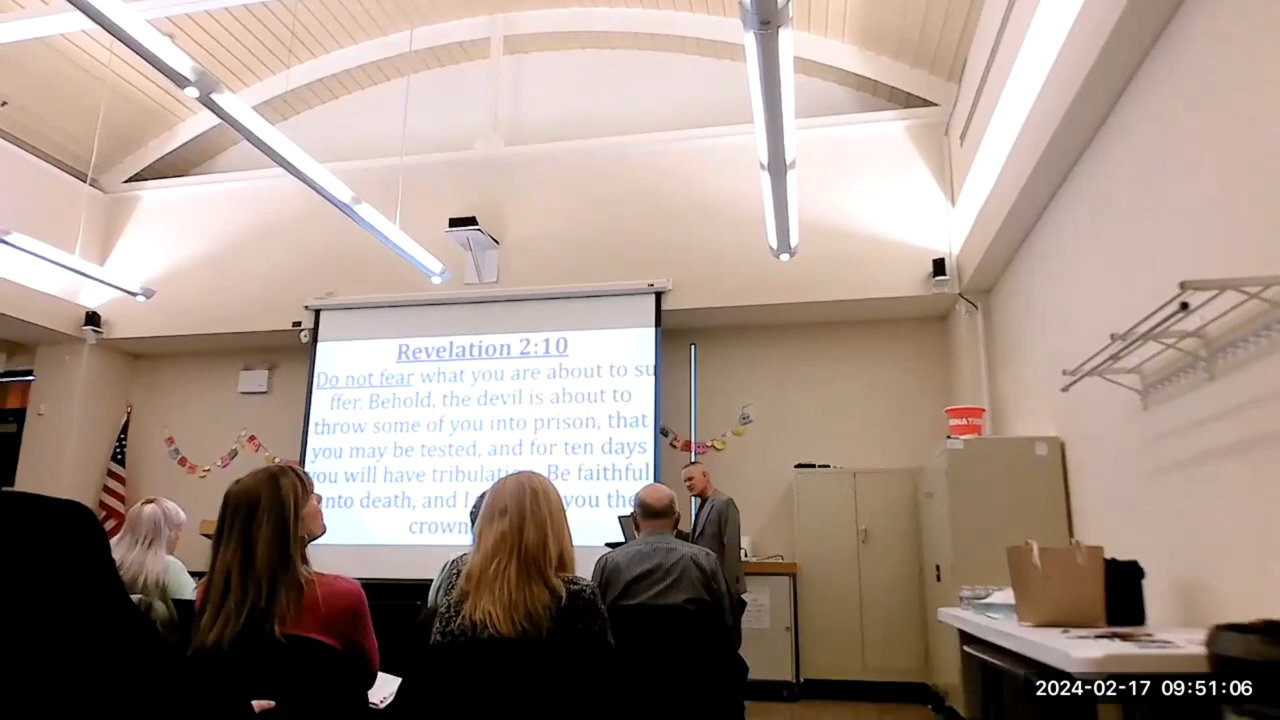 Revelation 2:10
Do not fear what you are about to su
ffer. Behold, the devil is about to
throw some of you into prison, that
you may be tested, and for ten days
you will have Be faithful
and I you the
crown
2024-02-17 09:51:06